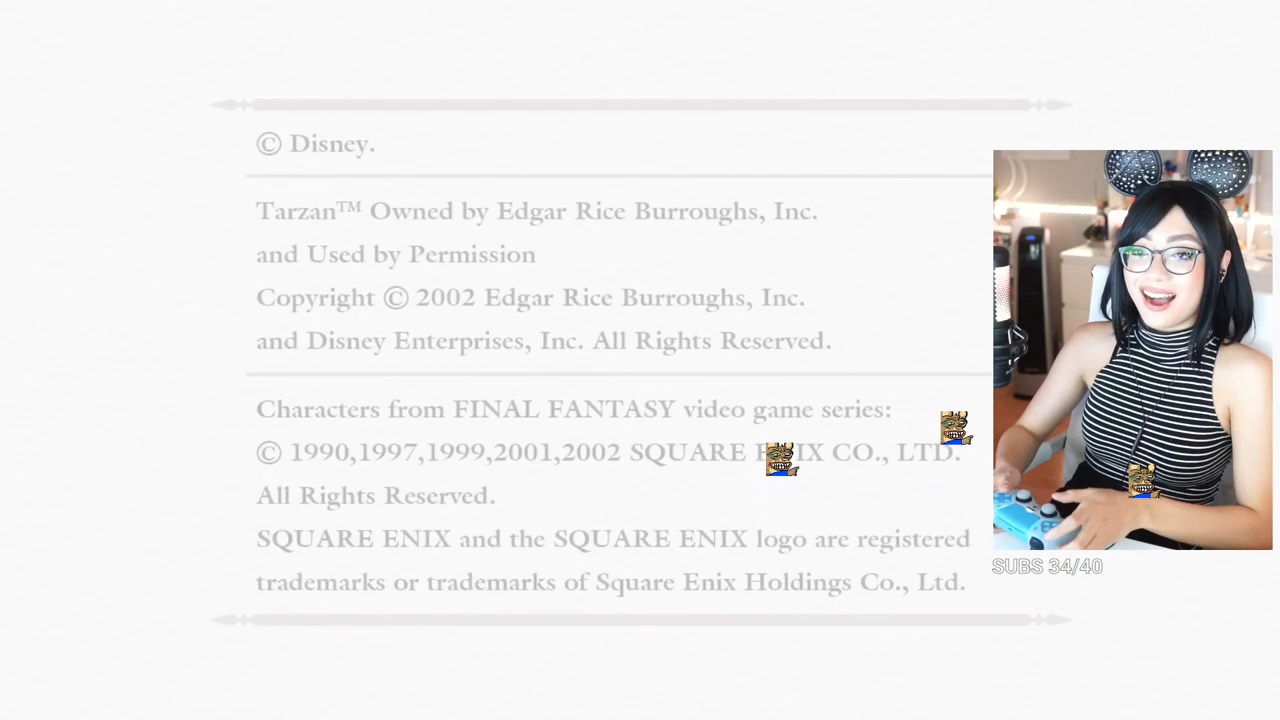 © Disney.
Tarzan™ Owned by Edgar Rice Burroughs, Inc.
and Used by Permission
Copyright © 2002 Edgar Rice Burroughs, Inc.
and Disney Enterprises, Inc. All Rights Reserved.
Characters from FINAL FANTASY video game series:
© 1990,1997,1999,2001,2002 SQUARE ENIX CO., LTD.
All Rights Reserved.
SQUARE ENIX and the SQUARE ENIX logo are registered
trademarks or trademarks of Square Enix Holdings Co., Ltd.
SUBS 34/40